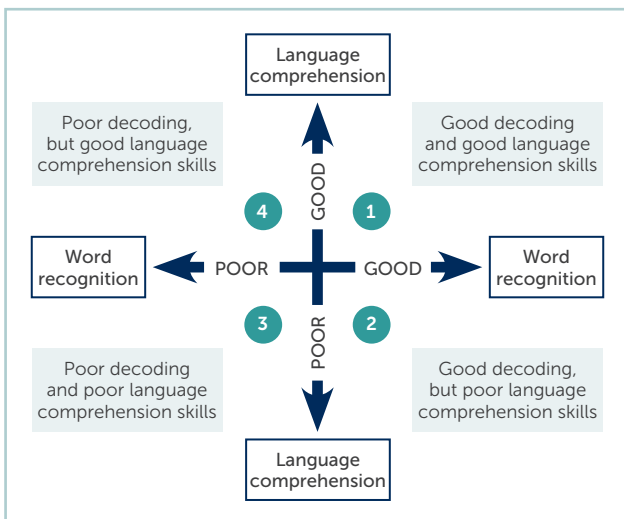 Language
comprehension
Poor decoding,
but good language
comprehension skills
Good decoding
and good language
comprehension skills
GOOD
4
1
Word
recognition
POOR
GOOD
Word
recognition
3
2
POOR
Poor decoding
and poor language
comprehension skills
Good decoding,
but poor language
comprehension skills
Language
comprehension